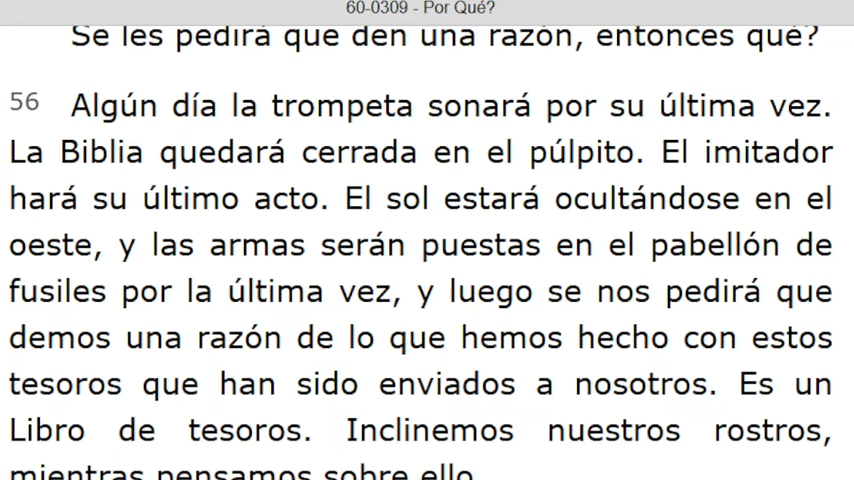 60-0309 - Por Qué?
Se les pedirá que den una razón, entonces qué?
56 Algún día la trompeta sonará por su última vez.
La Biblia quedará cerrada en el púlpito. El imitador
hará su último acto. El sol estará ocultándose en el
oeste, y las armas serán puestas en el pabellón de
fusiles por la última vez, y luego se nos pedirá que
demos una razón de lo que hemos hecho con estos
tesoros que han sido enviados a nosotros. Es un
Libro de tesoros. Inclinemos nuestros rostros,
mientras pensamos sobre ello.